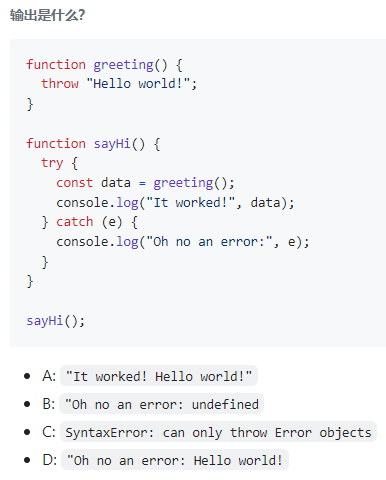 输出是什么?
function greeting() {
  throw "Hello world!";
}
function sayHi() {
  try {
    const data = greeting();
    console.log("It worked!", data);
  } catch (e) {
    console.log("Oh no an error:", e);
  }
}
sayHi();
• A: "It worked! Hello world!"
• B: "Oh no an error: undefined
• C: SyntaxError: can only throw Error objects
• D: "Oh no an error: Hello world!